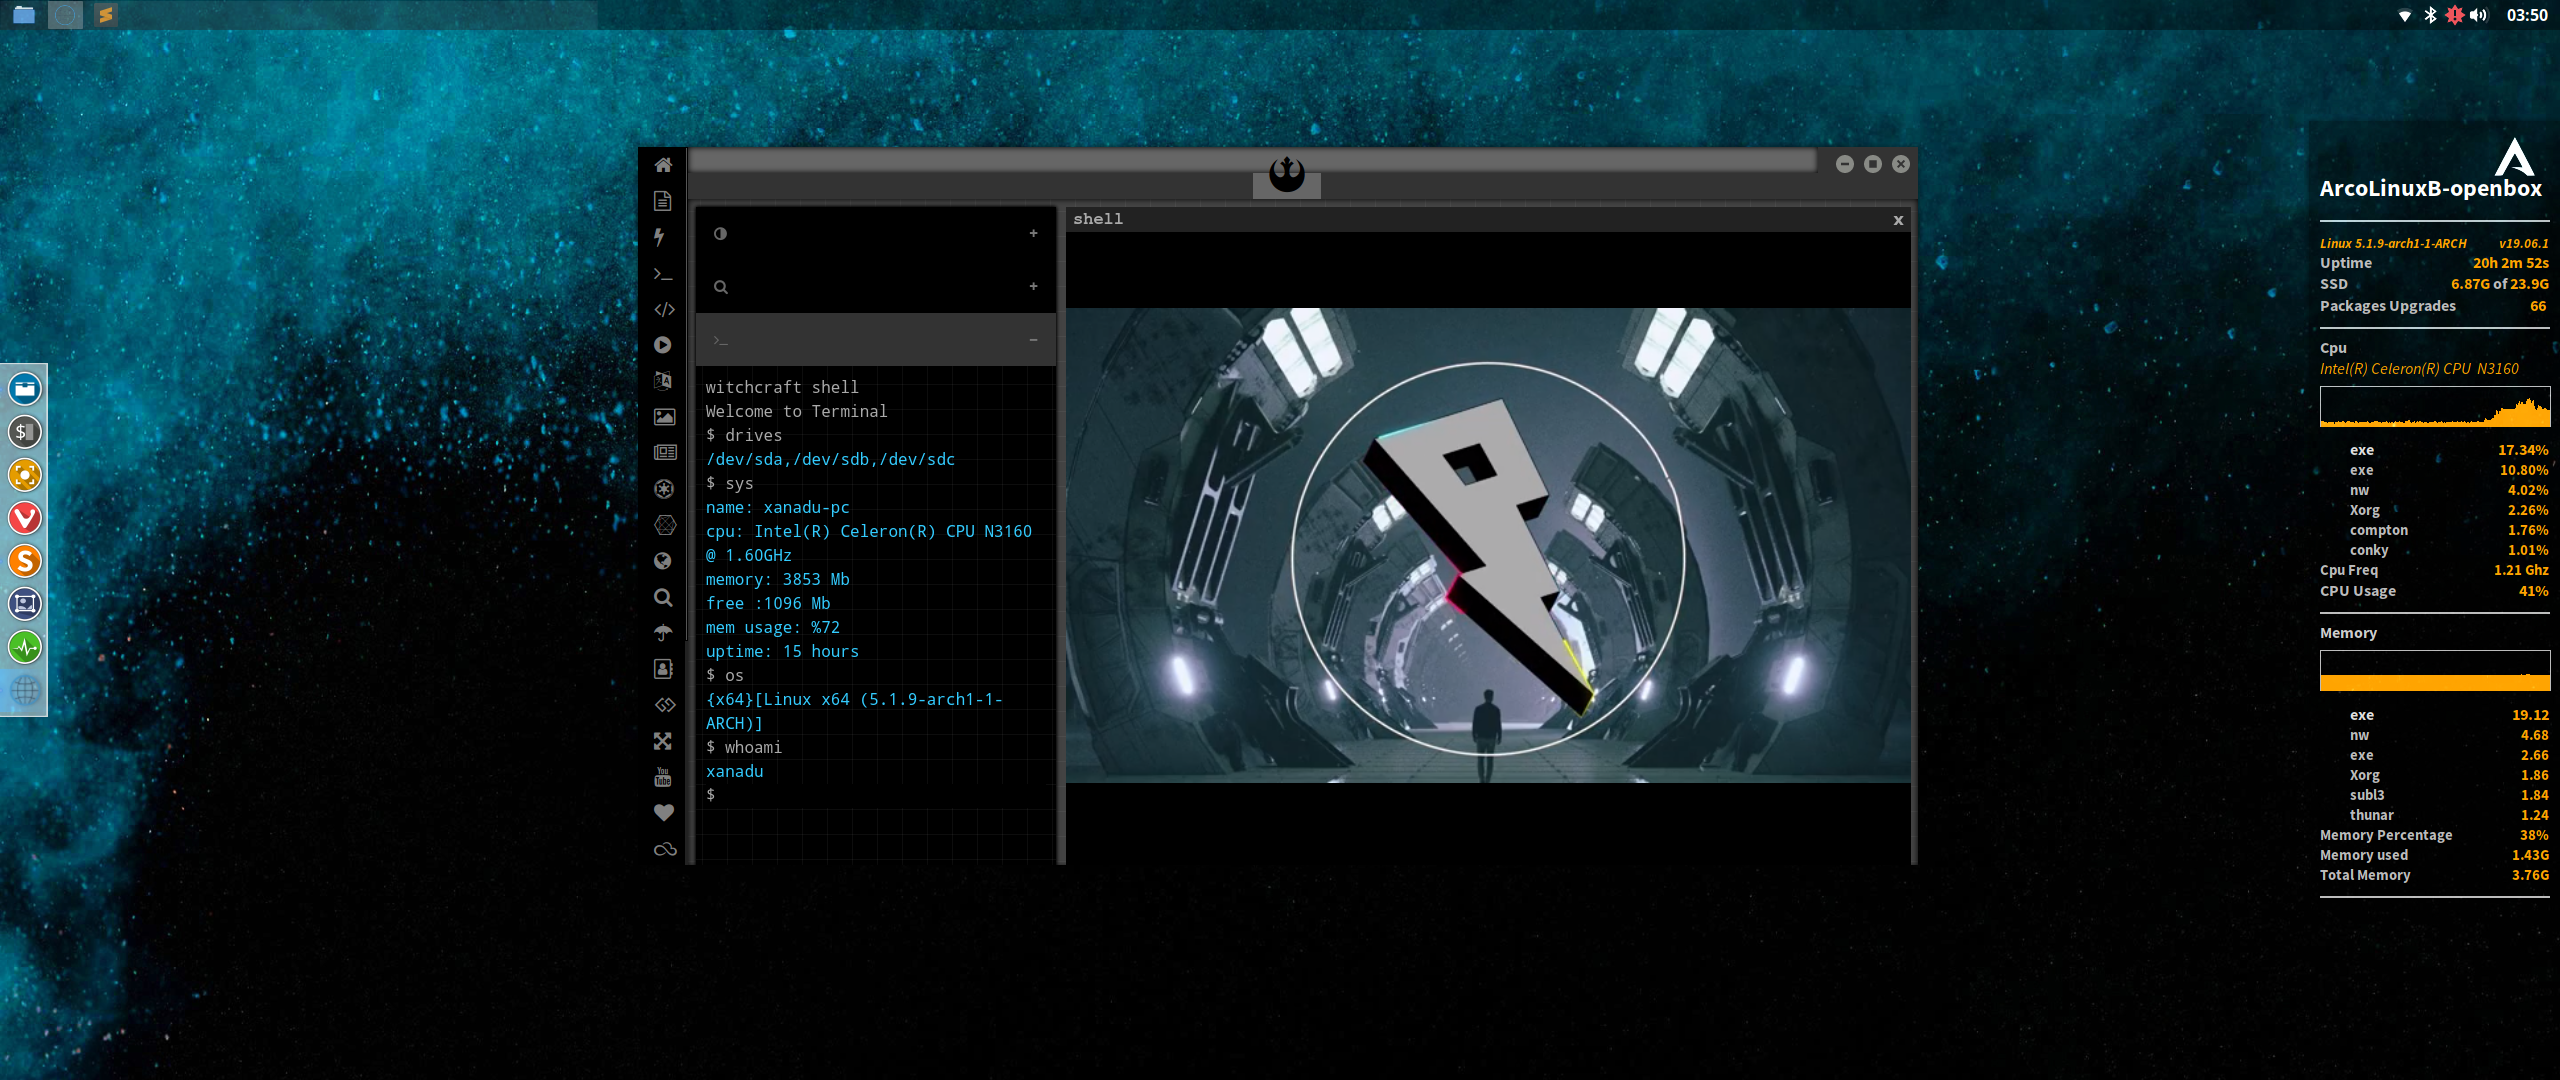 03:50
shell x
witchcraft shell
Welcome to Terminal
$ drives
/dev/sda,/dev/sdb,/dev/sdc
$ sys
name: xanadu-pc
cpu: Intel(R) Celeron(R) CPU N3160
@ 1.60GHz
memory: 3853 Mb
free :1096 Mb
mem usage: %72
uptime: 15 hours
$ os
{x64}[Linux x64 (5.1.9-arch1-1-
ARCH)]
$ whoami
xanadu
$
You
Tube
ArcoLinuxB-openbox
Linux 5.1.9-arch1-1-ARCH v19.06.1
Uptime 20h 2m 52s
SSD 6.87G of 23.9G
Packages Upgrades 66
Cpu
Intel(R) Celeron(R) CPU N3160
exe 17.34%
exe 10.80%
nw 4.02%
Xorg 2.26%
compton 1.76%
conky 1.01%
Cpu Freq 1.21 Ghz
CPU Usage 41%
Memory
exe 19.12
nw 4.68
exe 2.66
Xorg 1.86
subl3 1.84
thunar 1.24
Memory Percentage 38%
Memory used 1.43G
Total Memory 3.76G